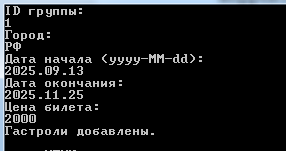 ID группы:
1
Город:
РФ
Дата начала (yyyy-MM-dd):
2025.09.13
Дата окончания:
2025.11.25
Цена билета:
2000
Гастроли добавлены.